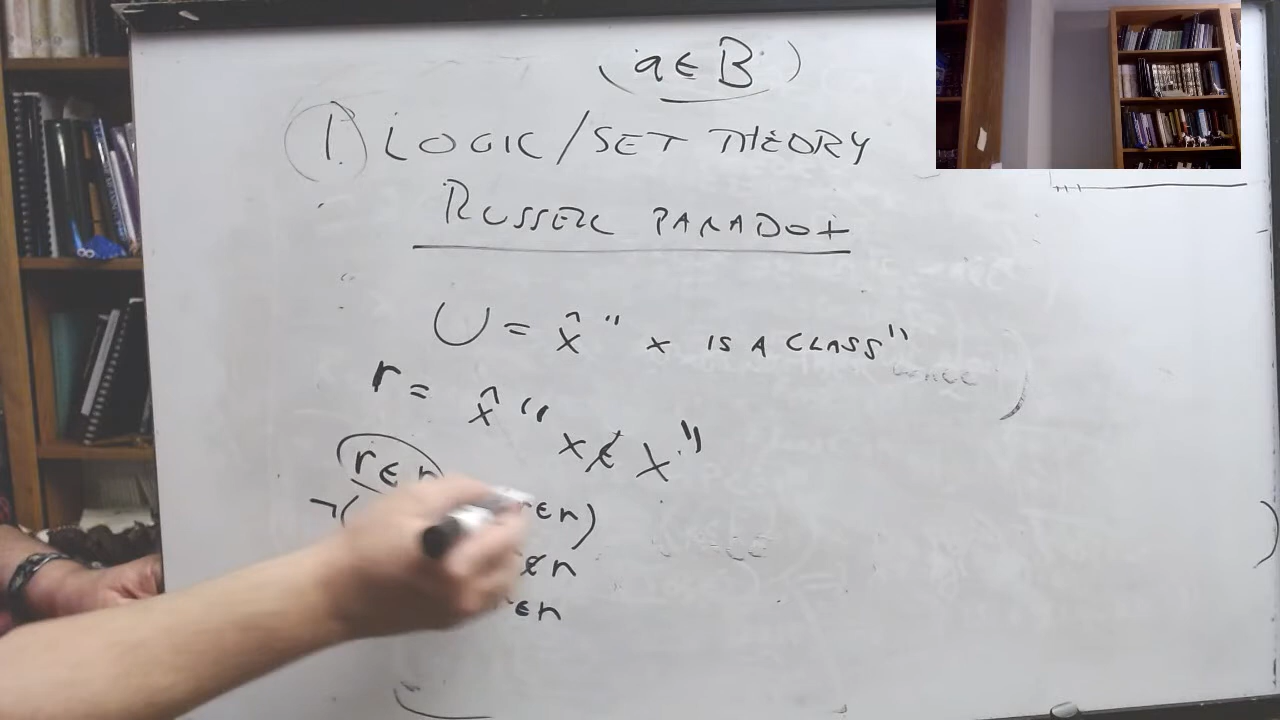 (a ∈ B)
1.) LOGIC/SET THEORY
RUSSELL PARADOX
U = x̂ " x IS A CLASS"
r = x̂ " x ∉ x"
r ∈ r
¬( r ∈ r)
∉ r
∈ r